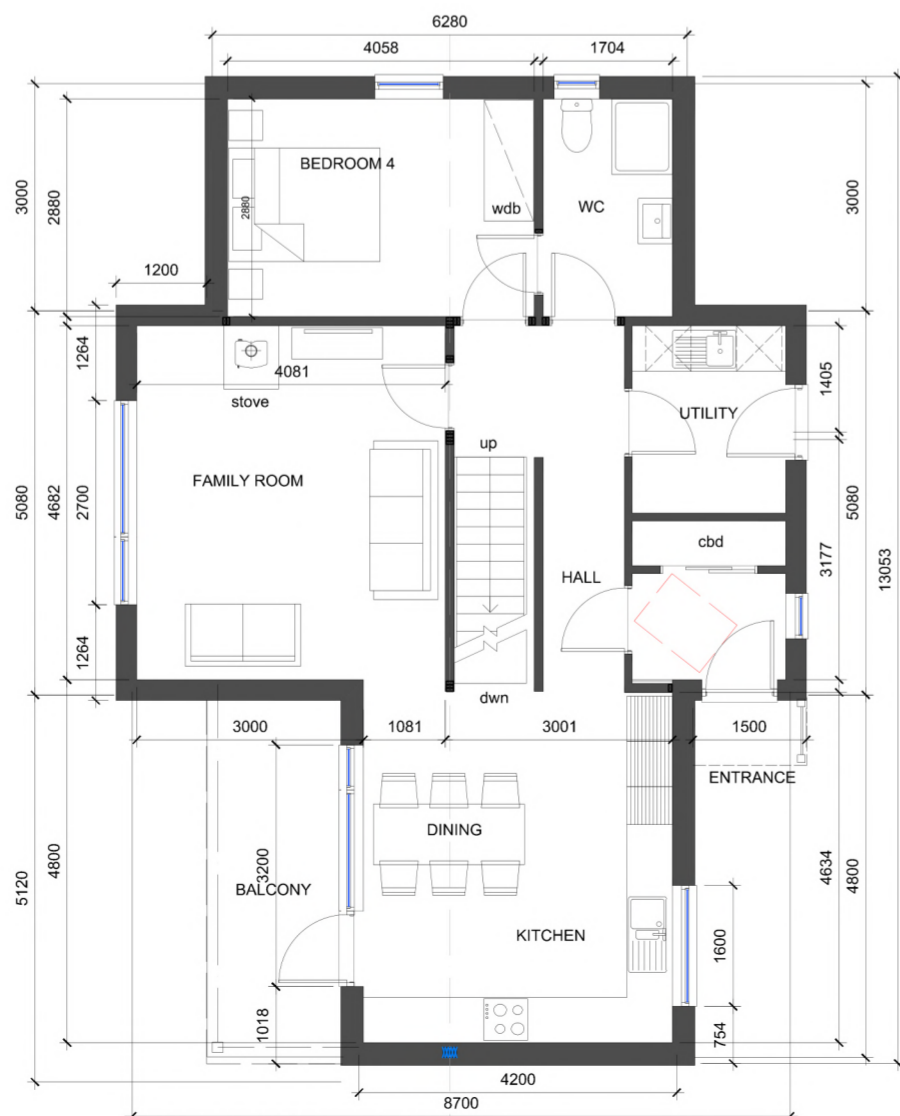 6280
4058
1704
3000
2880
2880
3000
BEDROOM 4
wdb
WC
1200
1264
4081
stove
UTILITY
1405
up
FAMILY ROOM
5080
4682
2700
5080
13053
cbd
3177
HALL
1264
dwn
3000
1081
3001
1500
ENTRANCE
DINING
4800
3200
BALCONY
5120
4634
4800
KITCHEN
1600
1018
754
4200
8700